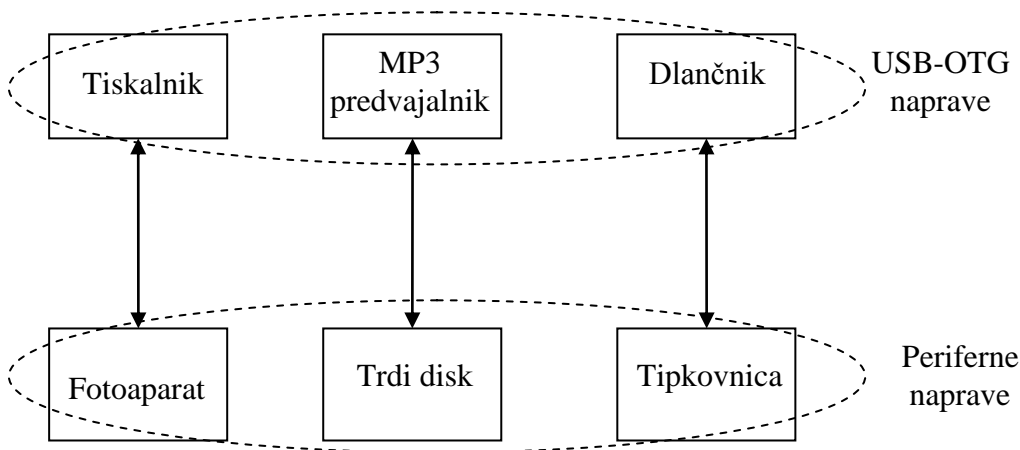 Tiskalnik
MP3
predvajalnik
Dlančnik
USB-OTG
naprave
Fotoaparat
Trdi disk
Tipkovnica
Periferne
naprave